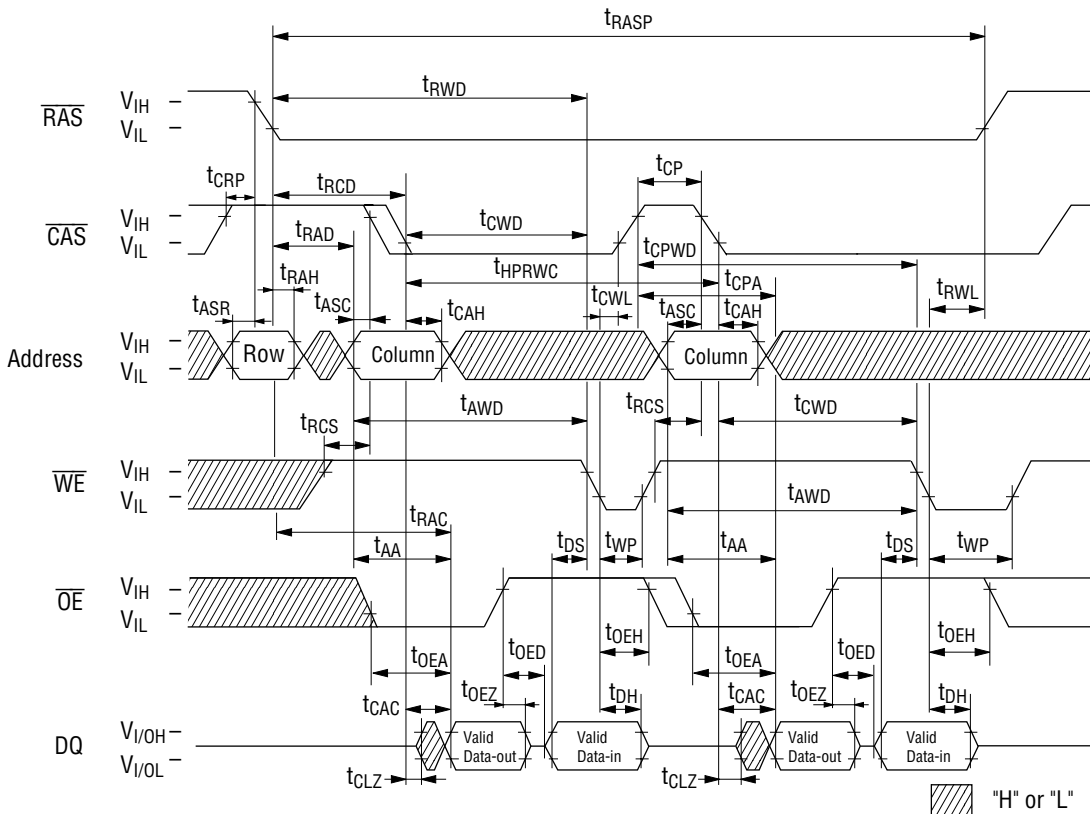 tRASP
tRWD
RAS
VIH
VIL
tCRP
tRCD
tCP
CAS
VIH
VIL
tRAD
tCWD
tCPWD
tHPRWC
tCPA
tRAH
tCWL
tRWL
tASR
tASC
tCAH
tASC
tCAH
Address
VIH
VIL
Row
Column
Column
tAWD
tRCS
tCWD
tRCS
WE
VIH
VIL
tAWD
tRAC
tAA
tDS
tWP
tAA
tDS
tWP
OE
VIH
VIL
tOED
tOEH
tOED
tOEH
tOEA
tOEA
tOEZ
tOEZ
tCAC
tDH
tCAC
tDH
DQ
VI/OH
VI/OL
Valid
Data-out
Valid
Data-in
Valid
Data-out
Valid
Data-in
tCLZ
tCLZ
"H" or "L"